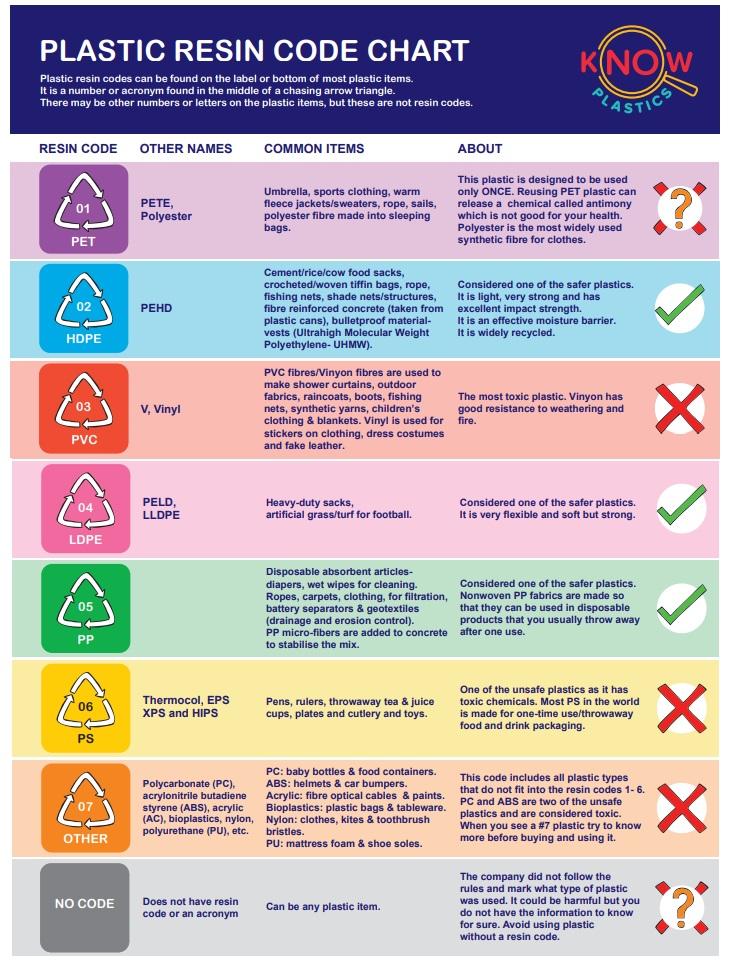 PLASTIC RESIN CODE CHART
Plastic resin codes can be found on the label or bottom of most plastic items.
It is a number or acronym found in the middle of a chasing arrow triangle.
There may be other numbers or letters on the plastic items, but these are not resin codes.
KNOW
PLASTICS
RESIN CODE
OTHER NAMES
COMMON ITEMS
ABOUT
01
PET
PETE,
Polyester
Umbrella, sports clothing, warm
fleece jackets/sweaters, rope, sails,
polyester fibre made into sleeping
bags.
This plastic is designed to be used
only ONCE. Reusing PET plastic can
release a chemical called antimony
which is not good for your health.
Polyester is the most widely used
synthetic fibre for clothes.
?
02
HDPE
PEHD
Cement/rice/cow food sacks,
crocheted/woven tiffin bags, rope,
fishing nets, shade nets/structures,
fibre reinforced concrete (taken from
plastic cans), bulletproof material-
vests (Ultrahigh Molecular Weight
Polyethylene- UHMW).
Considered one of the safer plastics.
It is light, very strong and has
excellent impact strength.
It is an effective moisture barrier.
It is widely recycled.
03
PVC
V, Vinyl
PVC fibres/Vinyon fibres are used to
make shower curtains, outdoor
fabrics, raincoats, boots, fishing
nets, synthetic yarns, children's
clothing & blankets. Vinyl is used for
stickers on clothing, dress costumes
and fake leather.
The most toxic plastic. Vinyon has
good resistance to weathering and
fire.
04
LDPE
PELD,
LLDPE
Heavy-duty sacks,
artificial grass/turf for football.
Considered one of the safer plastics.
It is very flexible and soft but strong.
05
PP
Disposable absorbent articles-
diapers, wet wipes for cleaning.
Ropes, carpets, clothing, for filtration,
battery separators & geotextiles
(drainage and erosion control).
PP micro-fibers are added to concrete
to stabilise the mix.
Considered one of the safer plastics.
Nonwoven PP fabrics are made so
that they can be used in disposable
products that you usually throw away
after one use.
06
PS
Thermocol, EPS
XPS and HIPS
Pens, rulers, throwaway tea & juice
cups, plates and cutlery and toys.
One of the unsafe plastics as it has
toxic chemicals. Most PS in the world
is made for one-time use/throwaway
food and drink packaging.
07
OTHER
Polycarbonate (PC),
acrylonitrile butadiene
styrene (ABS), acrylic
(AC), bioplastics, nylon,
polyurethane (PU), etc.
PC: baby bottles & food containers.
ABS: helmets & car bumpers.
Acrylic: fibre optical cables & paints.
Bioplastics: plastic bags & tableware.
Nylon: clothes, kites & toothbrush
bristles.
PU: mattress foam & shoe soles.
This code includes all plastic types
that do not fit into the resin codes 1- 6.
PC and ABS are two of the unsafe
plastics and are considered toxic.
When you see a #7 plastic try to know
more before buying and using it.
NO CODE
Does not have resin
code or an acronym
Can be any plastic item.
The company did not follow the
rules and mark what type of plastic
was used. It could be harmful but you
do not have the information to know
for sure. Avoid using plastic
without a resin code.
?